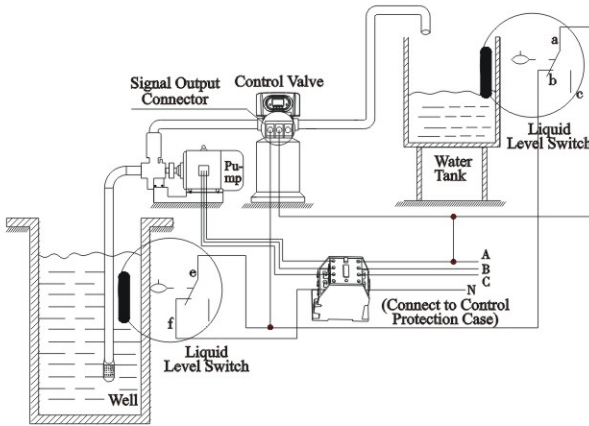 Signal Output
Connector
Control Valve
Pu-
mp
Water
Tank
a
b
c
Liquid
Level Switch
A
B
C
N
(Connect to Control
Protection Case)
e
f
Liquid
Level Switch
Well